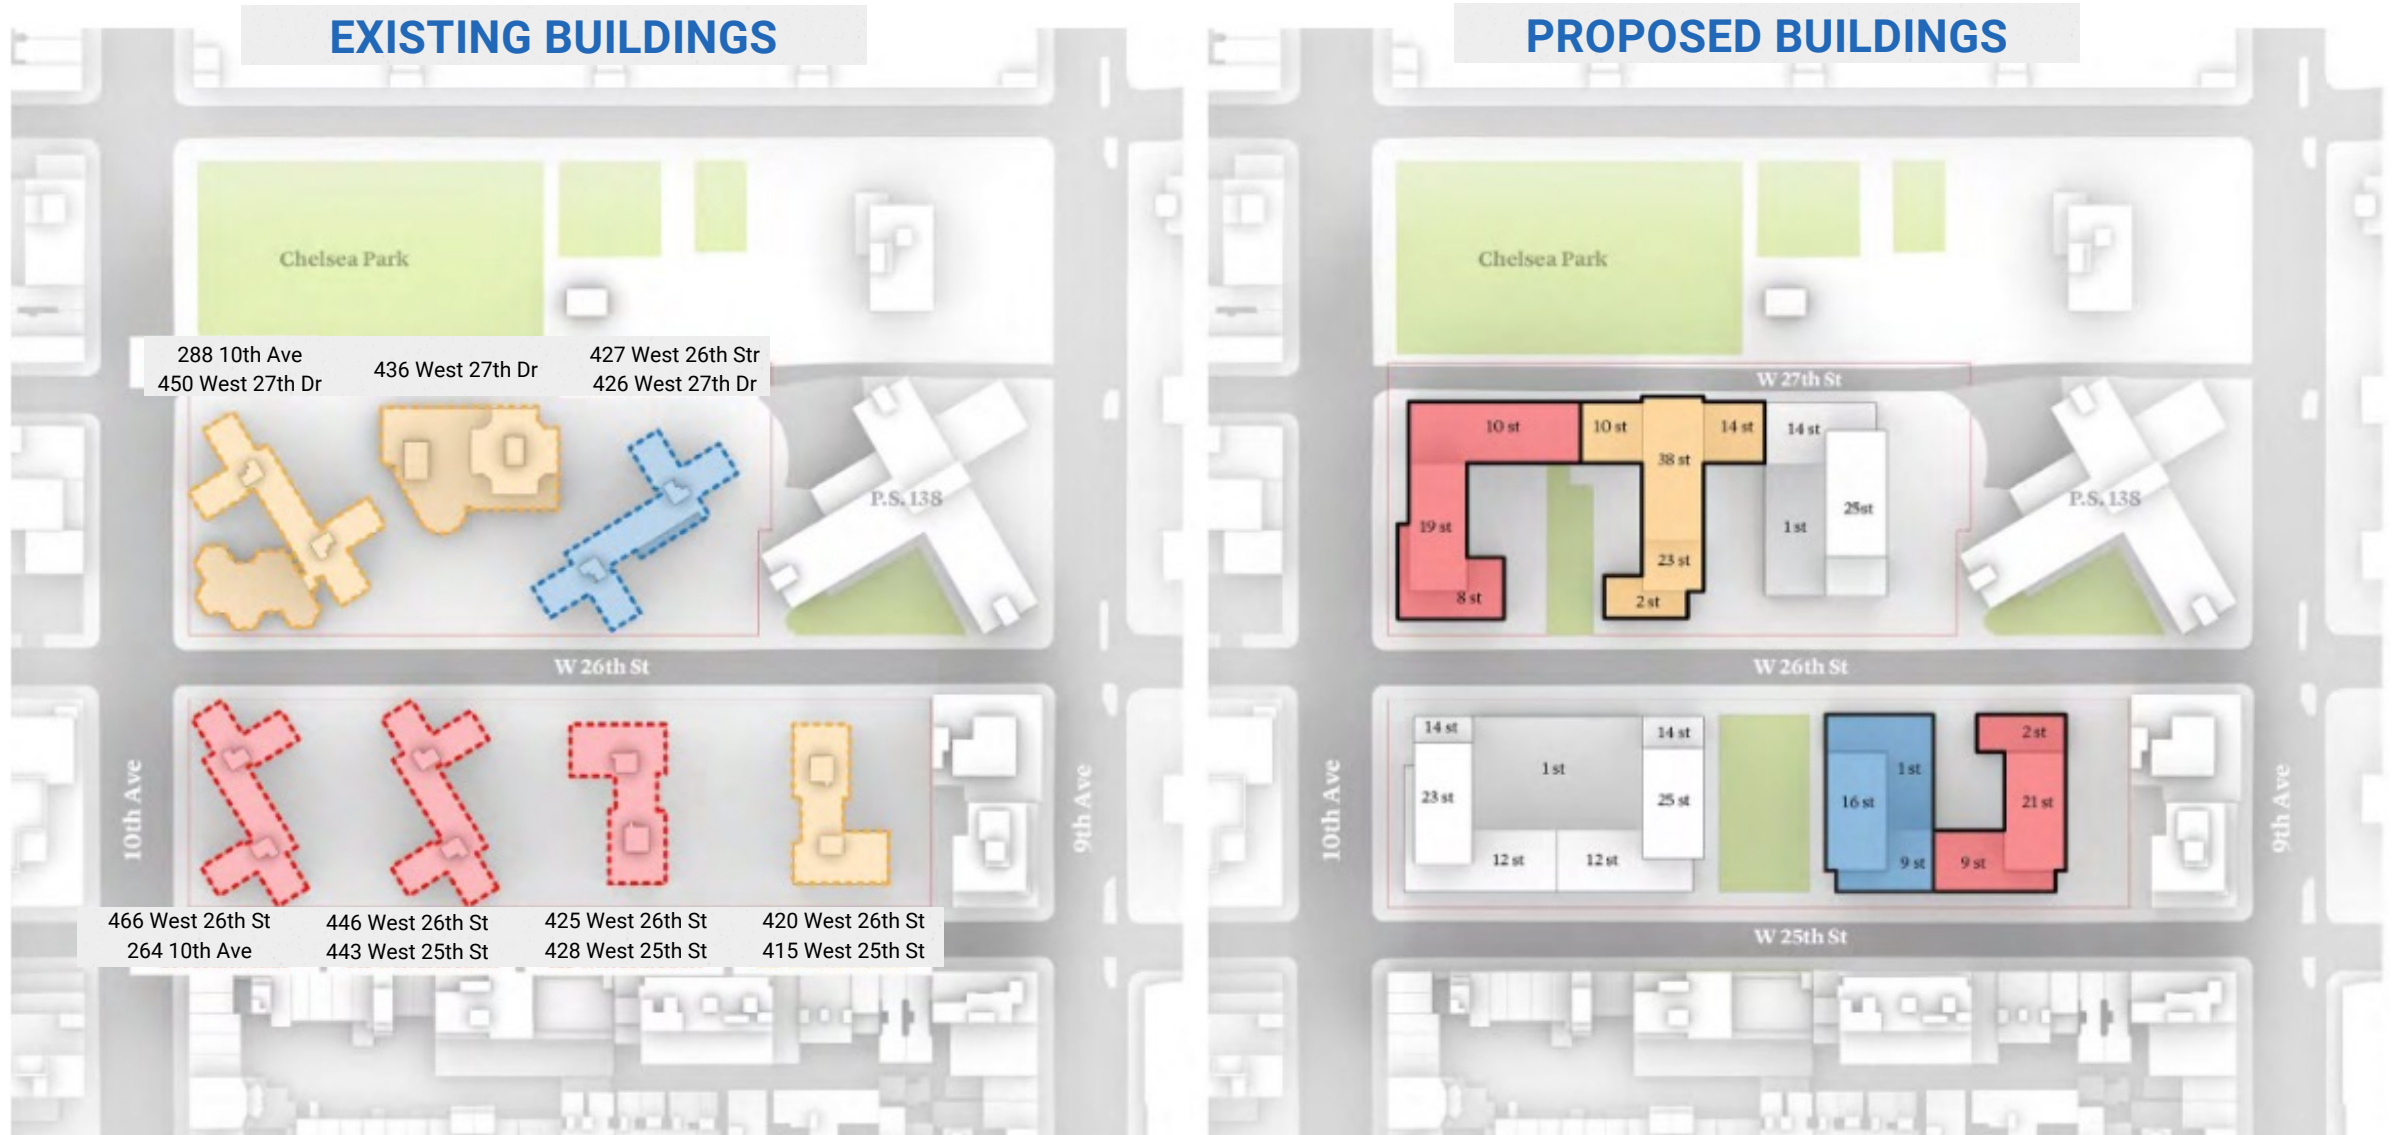 EXISTING BUILDINGS
Chelsea Park
288 10th Ave
450 West 27th Dr
436 West 27th Dr
427 West 26th Str
426 West 27th Dr
P.S. 138
W 26th St
10th Ave
9th Ave
466 West 26th St
264 10th Ave
446 West 26th St
443 West 25th St
425 West 26th St
428 West 25th St
420 West 26th St
415 West 25th St
PROPOSED BUILDINGS
Chelsea Park
W 27th St
10 st
10 st
14 st
14 st
38 st
19 st
1 st
25st
23 st
8 st
2 st
P.S. 138
W 26th St
14 st
14 st
2 st
1 st
1 st
23 st
25 st
16 st
21 st
12 st
12 st
9 st
9 st
10th Ave
9th Ave
W 25th St